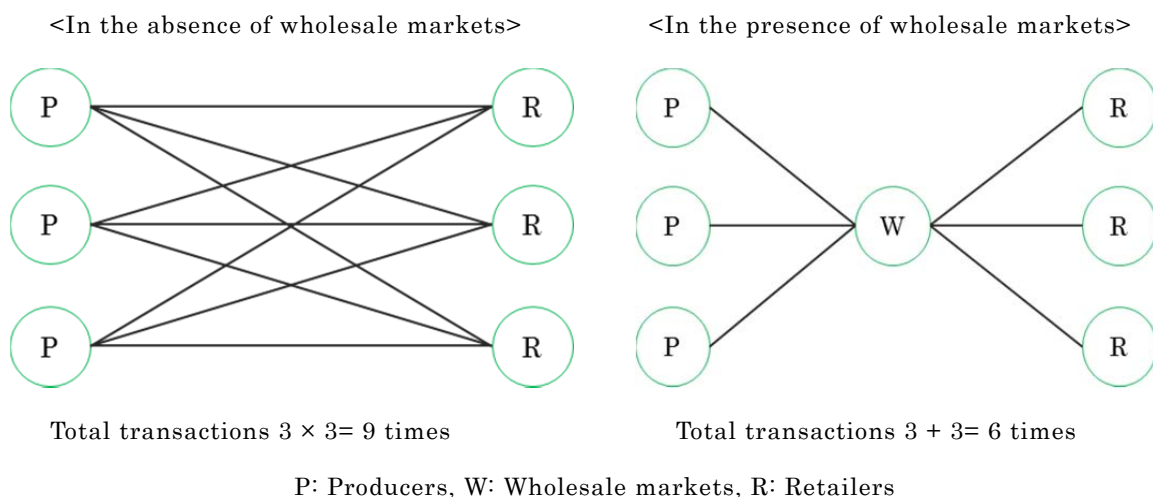 <In the absence of wholesale markets>
<In the presence of wholesale markets>
P
R
P
R
P
R
P
R
W
P
R
P
R
Total transactions 3 × 3= 9 times
Total transactions 3 + 3= 6 times
P: Producers, W: Wholesale markets, R: Retailers